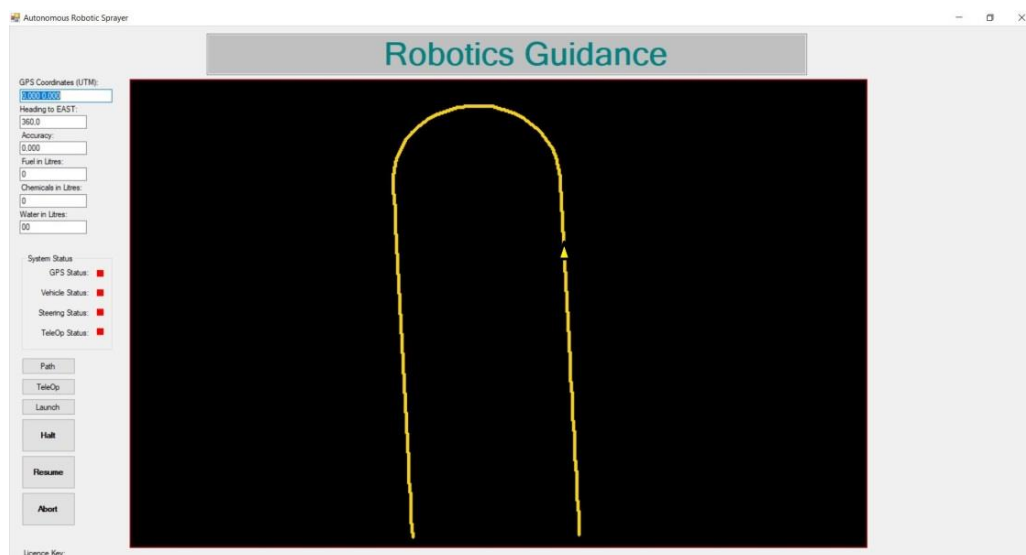 Autonomous Robotic Sprayer
Robotics Guidance
GPS Coordinates (UTM):
0.000 0.000
Heading to EAST:
360,0
Accuracy:
0,000
Fuel in Litres:
0
Chemicals in Litres:
0
Water in Litres:
00
System Status
GPS Status:
Vehicle Status:
Steering Status:
TeleOp Status:
Path
TeleOp
Launch
Halt
Resume
Abort
Licence Key: